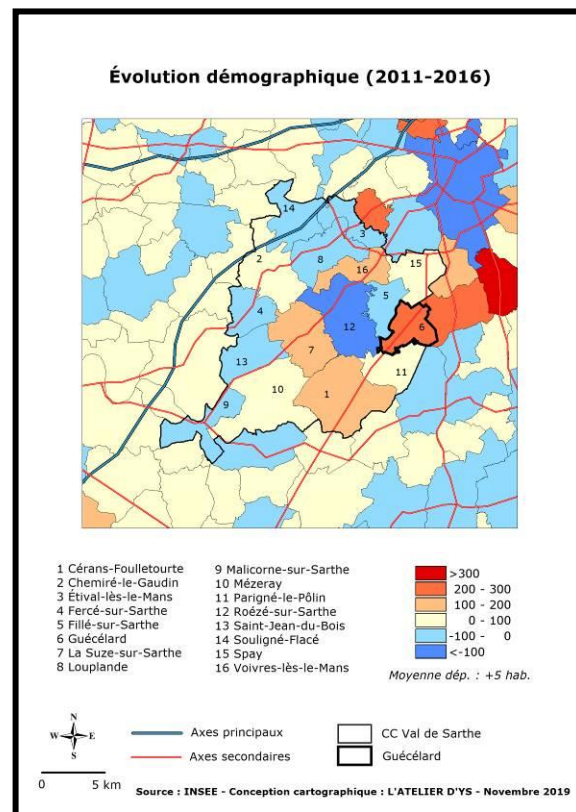 Évolution démographique (2011-2016)
14
3
2
8
15
16
5
4
12
6
7
13
11
10
1
9
1 Cérans-Foulletourte
2 Chemiré-le-Gaudin
3 Étival-lès-le-Mans
4 Fercé-sur-Sarthe
5 Fillé-sur-Sarthe
6 Guécélard
7 La Suze-sur-Sarthe
8 Louplande
9 Malicorne-sur-Sarthe
10 Mézeray
11 Parigné-le-Pôlin
12 Roézé-sur-Sarthe
13 Saint-Jean-du-Bois
14 Souligné-Flacé
15 Spay
16 Voivres-lès-le-Mans
>300
200 - 300
100 - 200
0 - 100
-100 - 0
<-100
Moyenne dép. : +5 hab.
N
W E
S
Axes principaux
Axes secondaires
CC Val de Sarthe
Guécélard
0 5 km
Source : INSEE - Conception cartographique : L'ATELIER D'YS - Novembre 2019